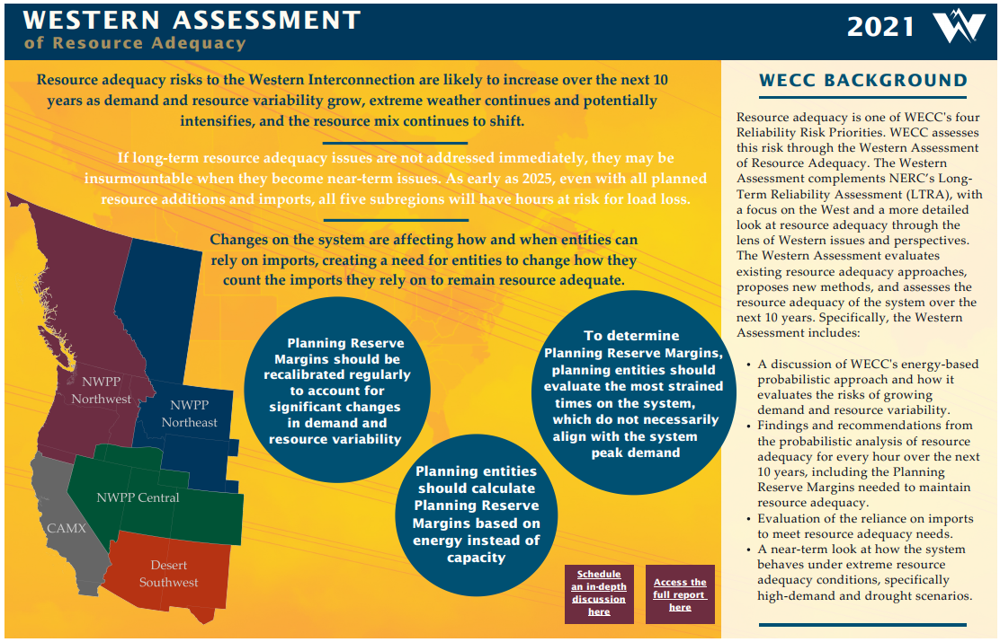 WESTERN ASSESSMENT
of Resource Adequacy
2021
Resource adequacy risks to the Western Interconnection are likely to increase over the next 10
years as demand and resource variability grow, extreme weather continues and potentially
intensifies, and the resource mix continues to shift.
If long-term resource adequacy issues are not addressed immediately, they may be
insurmountable when they become near-term issues. As early as 2025, even with all planned
resource additions and imports, all five subregions will have hours at risk for load loss.
Changes on the system are affecting how and when entities can
rely on imports, creating a need for entities to change how they
count the imports they rely on to remain resource adequate.
NWPP
Northwest
NWPP
Northeast
NWPP Central
CAMX
Desert
Southwest
Planning Reserve
Margins should be
recalibrated regularly
to account for
significant changes
in demand and
resource variability
Planning entities
should calculate
Planning Reserve
Margins based on
energy instead of
capacity
To determine
Planning Reserve Margins,
planning entities should
evaluate the most strained
times on the system,
which do not necessarily
align with the system
peak demand
Schedule
an in-depth
discussion
here
Access the
full report
here
WECC BACKGROUND
Resource adequacy is one of WECC's four
Reliability Risk Priorities. WECC assesses
this risk through the Western Assessment
of Resource Adequacy. The Western
Assessment complements NERC's Long-
Term Reliability Assessment (LTRA), with
a focus on the West and a more detailed
look at resource adequacy through the
lens of Western issues and perspectives.
The Western Assessment evaluates
existing resource adequacy approaches,
proposes new methods, and assesses the
resource adequacy of the system over the
next 10 years. Specifically, the Western
Assessment includes:
• A discussion of WECC's energy-based
probabilistic approach and how it
evaluates the risks of growing
demand and resource variability.
• Findings and recommendations from
the probabilistic analysis of resource
adequacy for every hour over the next
10 years, including the Planning
Reserve Margins needed to maintain
resource adequacy.
• Evaluation of the reliance on imports
to meet resource adequacy needs.
• A near-term look at how the system
behaves under extreme resource
adequacy conditions, specifically
high-demand and drought scenarios.